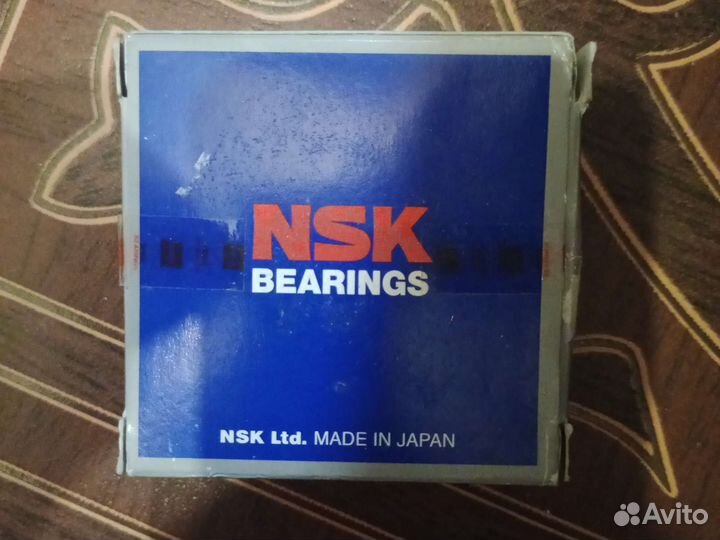 NSK
BEARINGS
NSK Ltd. MADE IN JAPAN
Avito